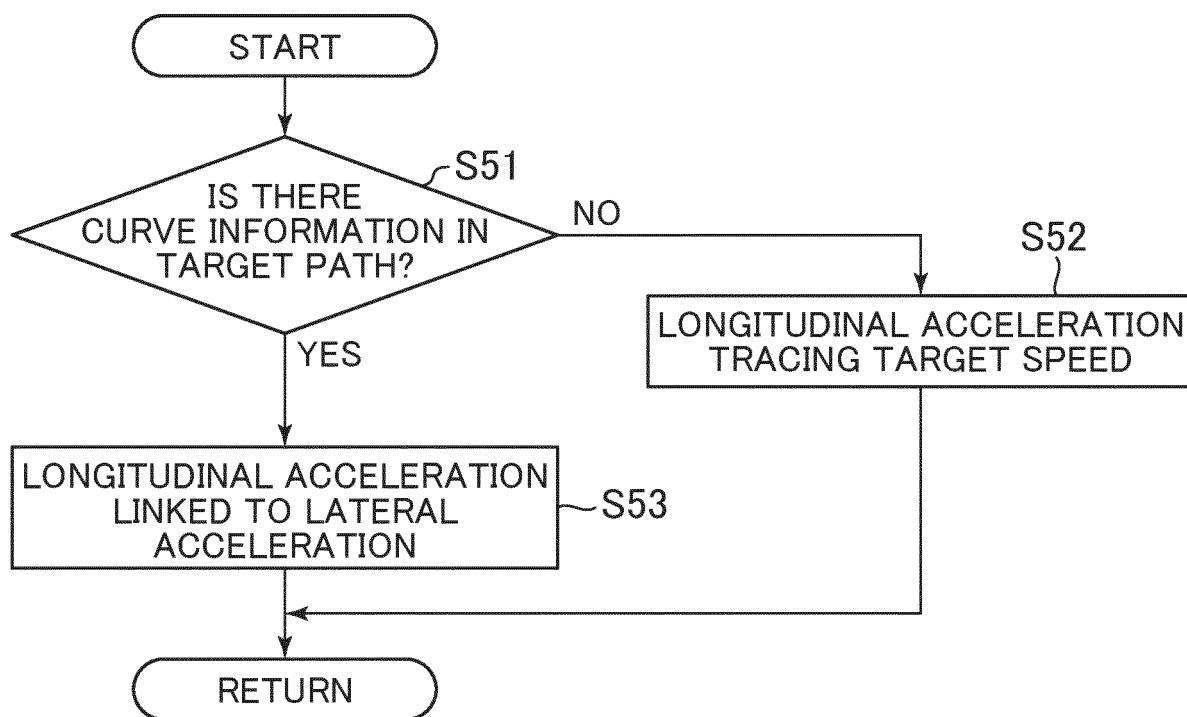 START
S51
IS THERE
CURVE INFORMATION IN
TARGET PATH?
NO
S52
LONGITUDINAL ACCELERATION
TRACING TARGET SPEED
YES
LONGITUDINAL ACCELERATION
LINKED TO LATERAL
ACCELERATION
S53
RETURN